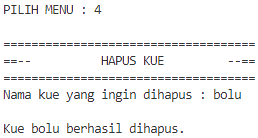 PILIH MENU : 4
==================================
==--         HAPUS KUE        --==
==================================
Nama kue yang ingin dihapus : bolu
Kue bolu berhasil dihapus.